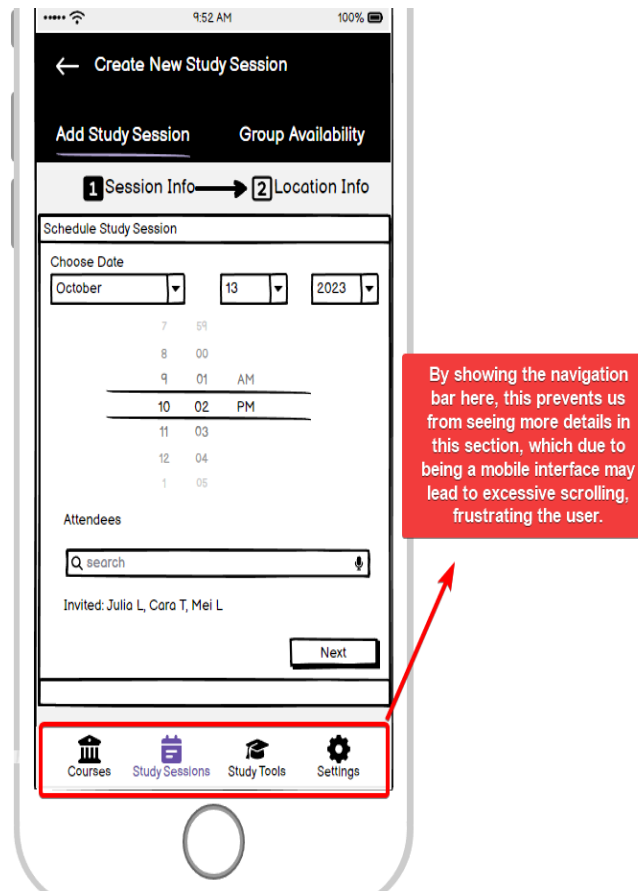 9:52 AM 100%
Create New Study Session
Add Study Session Group Availability
1 Session Info 2 Location Info
Schedule Study Session
Choose Date
October 13 2023
7 59
8 00
9 01 AM
10 02 PM
11 03
12 04
1 05
Attendees
search
Invited: Julia L, Cara T, Mei L
Next
Courses Study Sessions Study Tools Settings
By showing the navigation
bar here, this prevents us
from seeing more details in
this section, which due to
being a mobile interface may
lead to excessive scrolling,
frustrating the user.